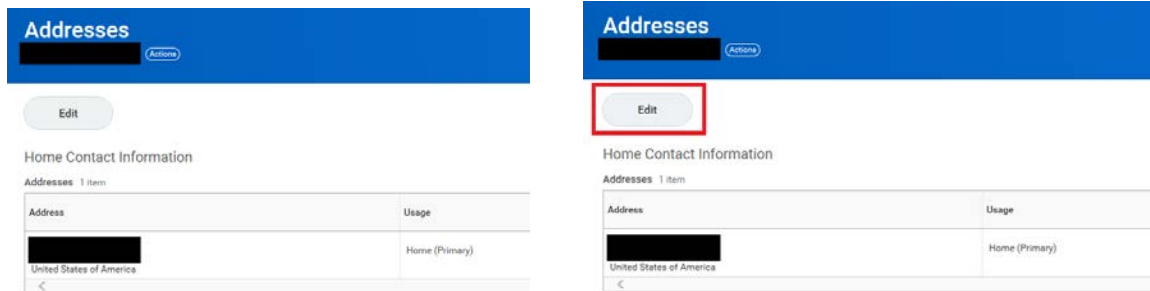 Addresses
Actions
Edit
Home Contact Information
Addresses 1 item
Address Usage
Home (Primary)
United States of America
Addresses
Actions
Edit
Home Contact Information
Addresses 1 item
Address Usage
Home (Primary)
United States of America